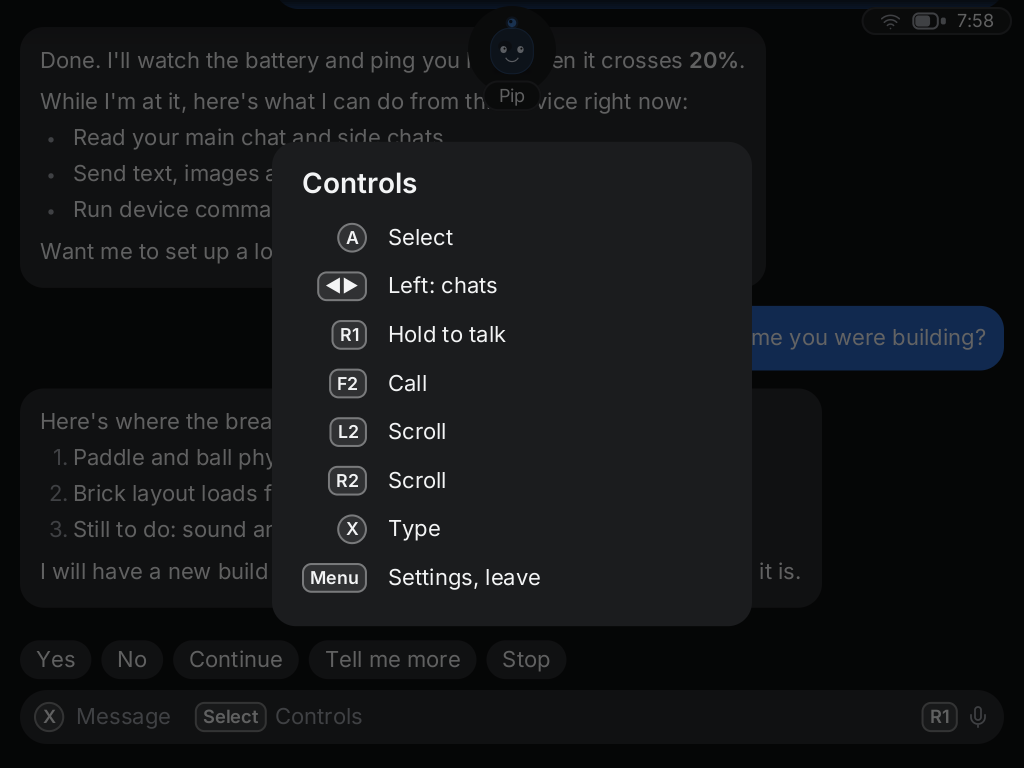 7:58
Done. I'll watch the battery and ping you en it crosses 20%.
Pip
While I'm at it, here's what I can do from vice right now:
• Read your main chat and side chats
• Send text, images
• Run device comma
Want me to set up a lo
Controls
A Select
◀▶ Left: chats
R1 Hold to talk
F2 Call
L2 Scroll
R2 Scroll
X Type
Menu Settings, leave
me you were building?
Here's where the brea
1. Paddle and ball phy
2. Brick layout loads f
3. Still to do: sound ar
I will have a new build it is.
Yes No Continue Tell me more Stop
X Message Select Controls R1